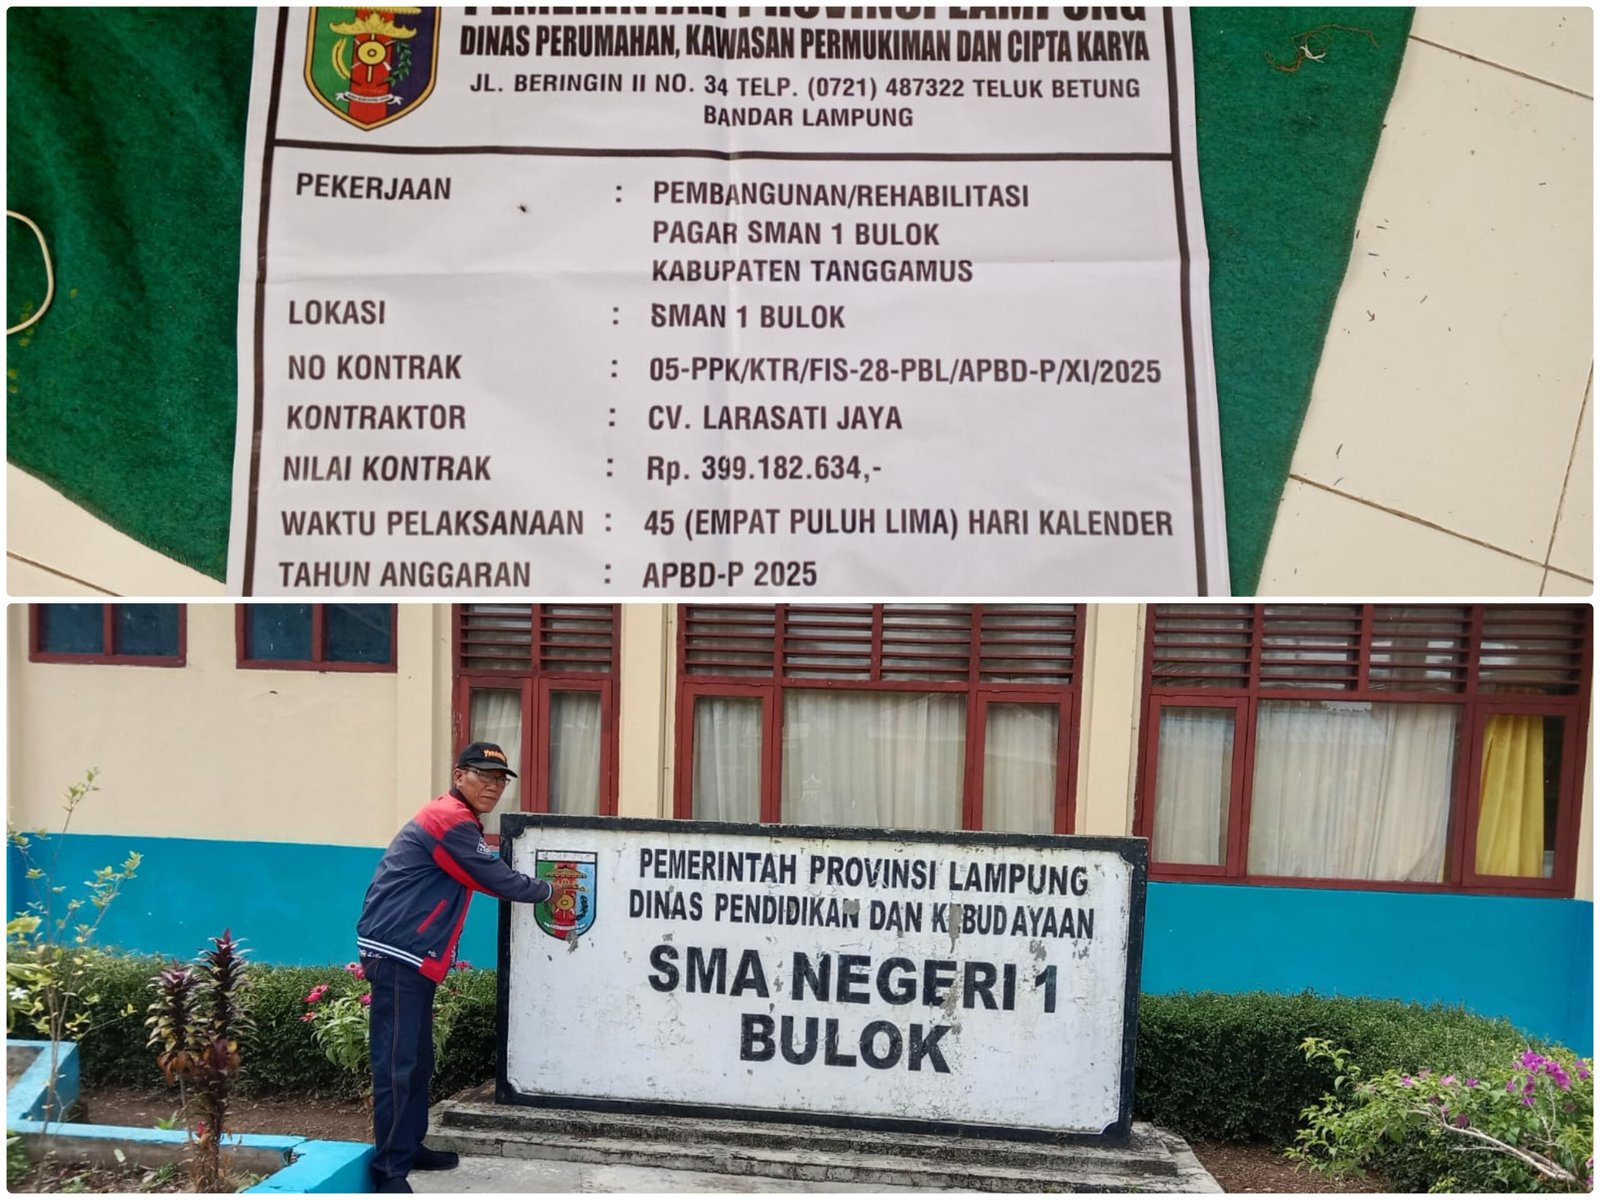 PEMERINTAH PROVINSI LAMPUNG
DINAS PERUMAHAN, KAWASAN PERMUKIMAN DAN CIPTA KARYA
JL. BERINGIN II NO. 34 TELP. (0721) 487322 TELUK BETUNG
BANDAR LAMPUNG
PEKERJAAN : PEMBANGUNAN/REHABILITASI
PAGAR SMAN 1 BULOK
KABUPATEN TANGGAMUS
LOKASI : SMAN 1 BULOK
NO KONTRAK : 05-PPK/KTR/FIS-28-PBL/APBD-P/XI/2025
KONTRAKTOR : CV. LARASATI JAYA
NILAI KONTRAK : Rp. 399.182.634,-
WAKTU PELAKSANAAN : 45 (EMPAT PULUH LIMA) HARI KALENDER
TAHUN ANGGARAN : APBD-P 2025
PEMERINTAH PROVINSI LAMPUNG
DINAS PENDIDIKAN DAN KEBUDAYAAN
SMA NEGERI 1
BULOK